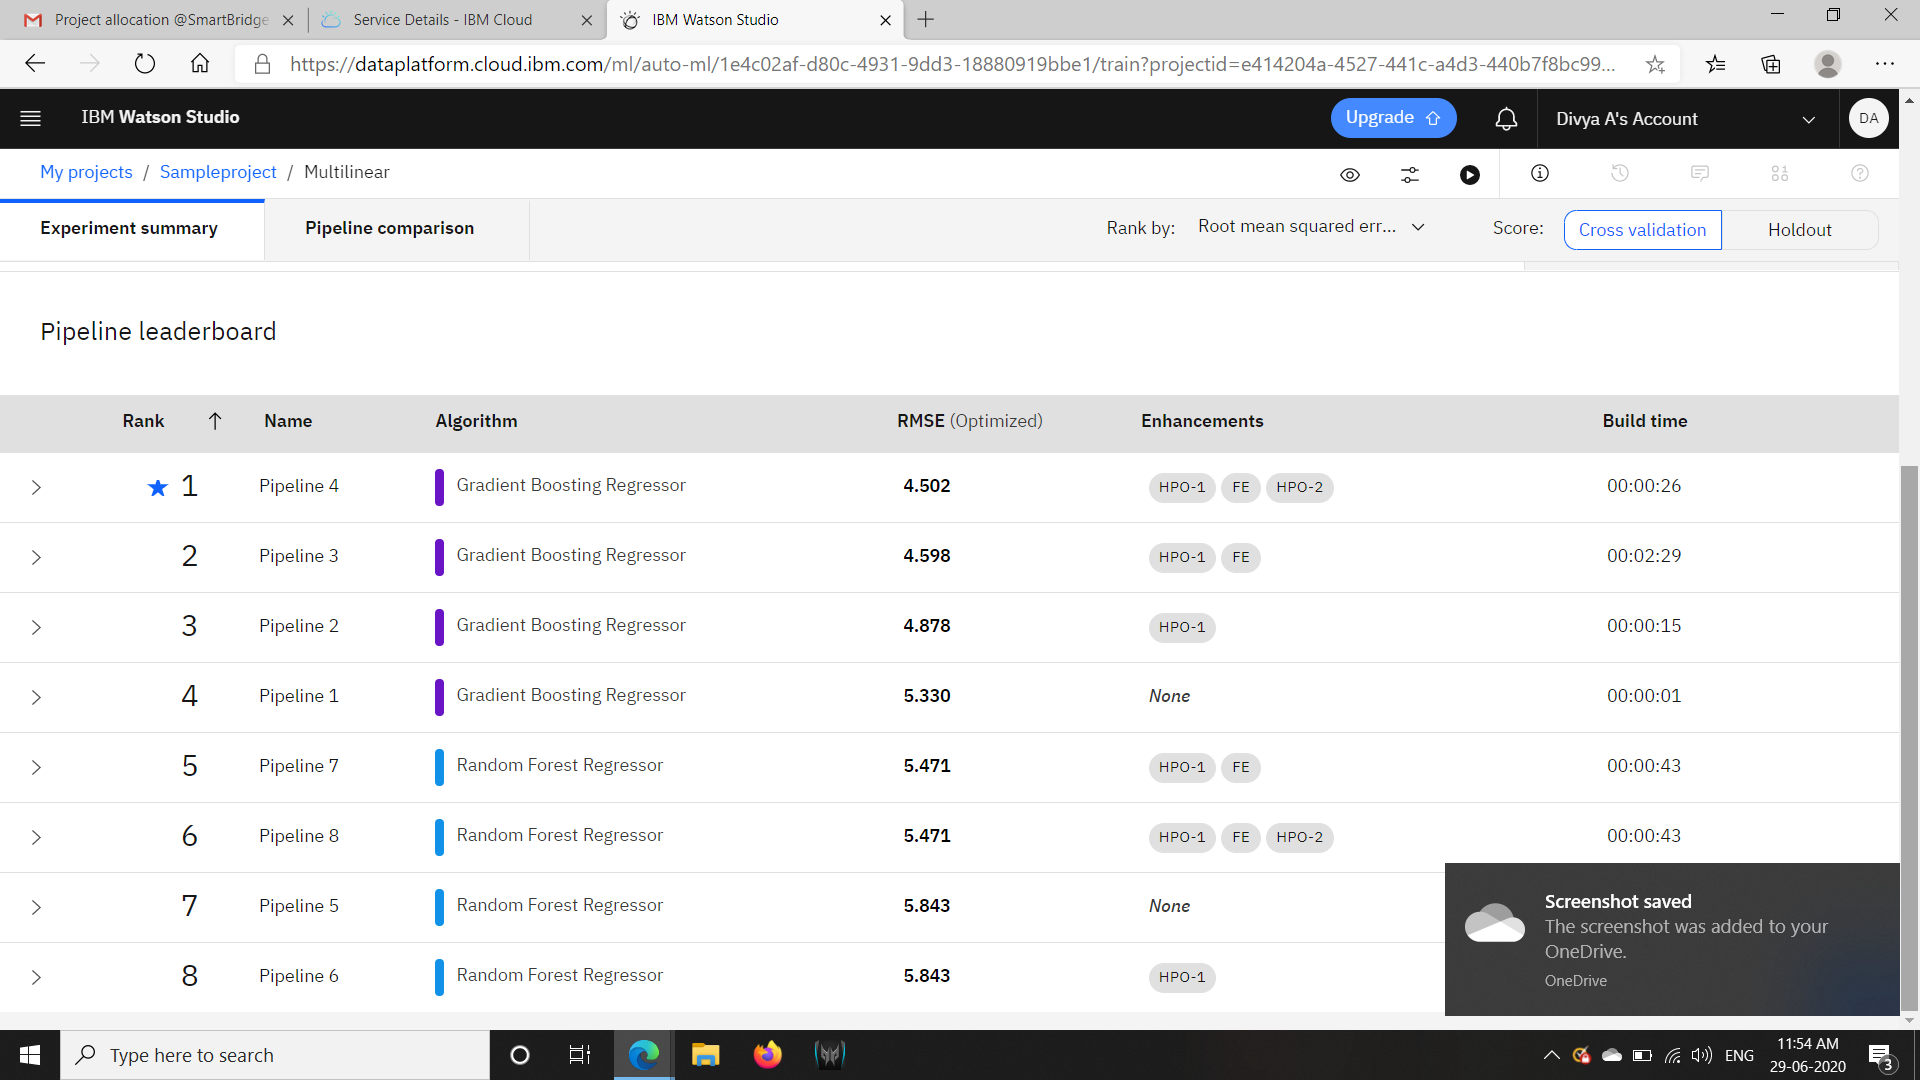 Project allocation @SmartBridge
Service Details - IBM Cloud
IBM Watson Studio
https://dataplatform.cloud.ibm.com/ml/auto-ml/1e4c02af-d80c-4931-9dd3-18880919bbe1/train?projectid=e414204a-4527-441c-a4d3-440b7f8bc99...
IBM Watson Studio
Upgrade
Divya A's Account
DA
My projects / Sampleproject / Multilinear
Experiment summary
Pipeline comparison
Rank by: Root mean squared err...
Score: Cross validation Holdout
Pipeline leaderboard
Rank Name Algorithm RMSE (Optimized) Enhancements Build time
1 Pipeline 4 Gradient Boosting Regressor 4.502 HPO-1 FE HPO-2 00:00:26
2 Pipeline 3 Gradient Boosting Regressor 4.598 HPO-1 FE 00:02:29
3 Pipeline 2 Gradient Boosting Regressor 4.878 HPO-1 00:00:15
4 Pipeline 1 Gradient Boosting Regressor 5.330 None 00:00:01
5 Pipeline 7 Random Forest Regressor 5.471 HPO-1 FE 00:00:43
6 Pipeline 8 Random Forest Regressor 5.471 HPO-1 FE HPO-2 00:00:43
7 Pipeline 5 Random Forest Regressor 5.843 None
8 Pipeline 6 Random Forest Regressor 5.843 HPO-1
Screenshot saved
The screenshot was added to your
OneDrive.
OneDrive
Type here to search
ENG
11:54 AM
29-06-2020
3